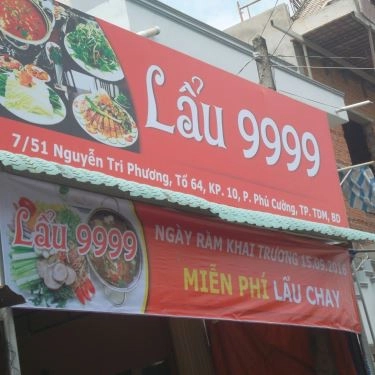 Lẩu 9999
7/51 Nguyễn Tri Phương, Tổ 64, KP. 10, P. Phú Cường, TP. TDM, BD
Lẩu 9999
NGÀY RẰM KHAI TRƯƠNG 15.09.2016
MIỄN PHÍ LẨU CHAY